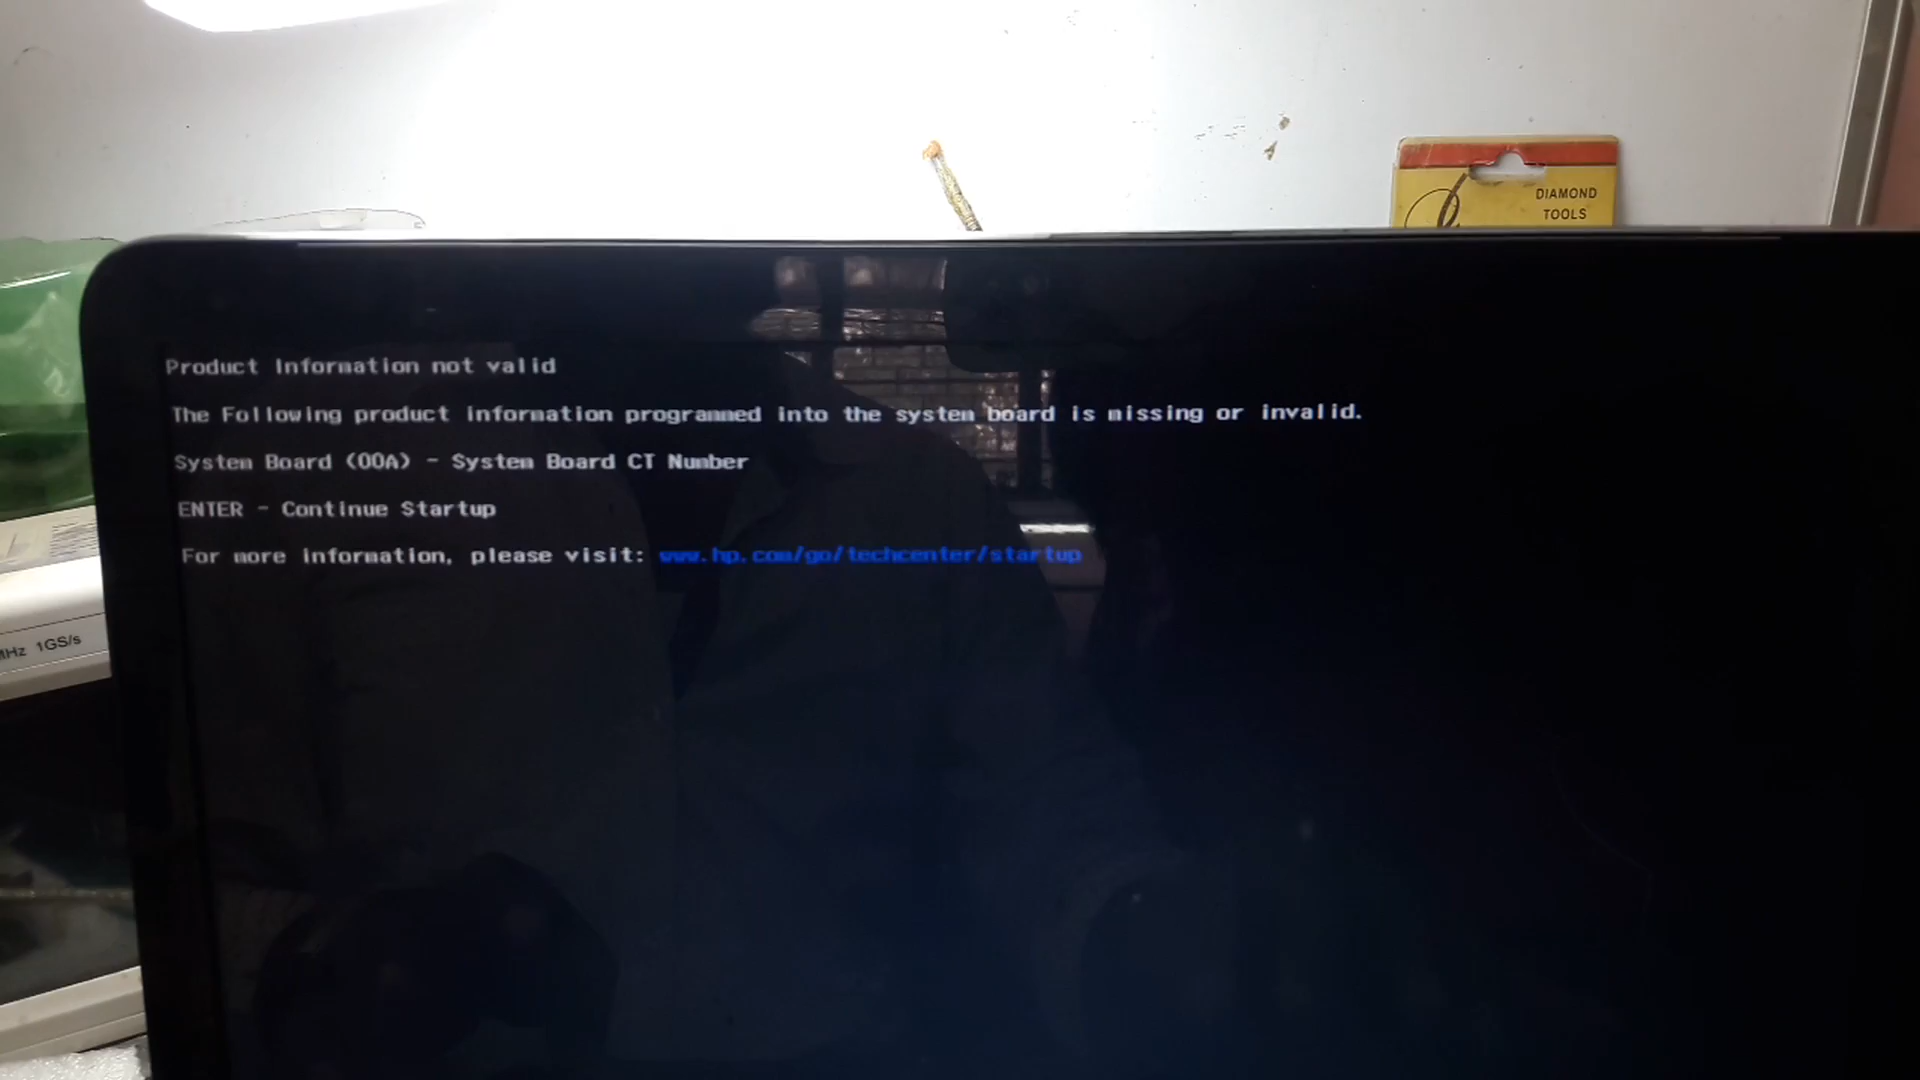 DIAMOND
TOOLS
Product Information not valid
The Following product information programmed into the system board is missing or invalid.
System Board (00A) - System Board CT Number
ENTER - Continue Startup
For more information, please visit: www.hp.com/go/techcenter/startup
MHz 1GS/s